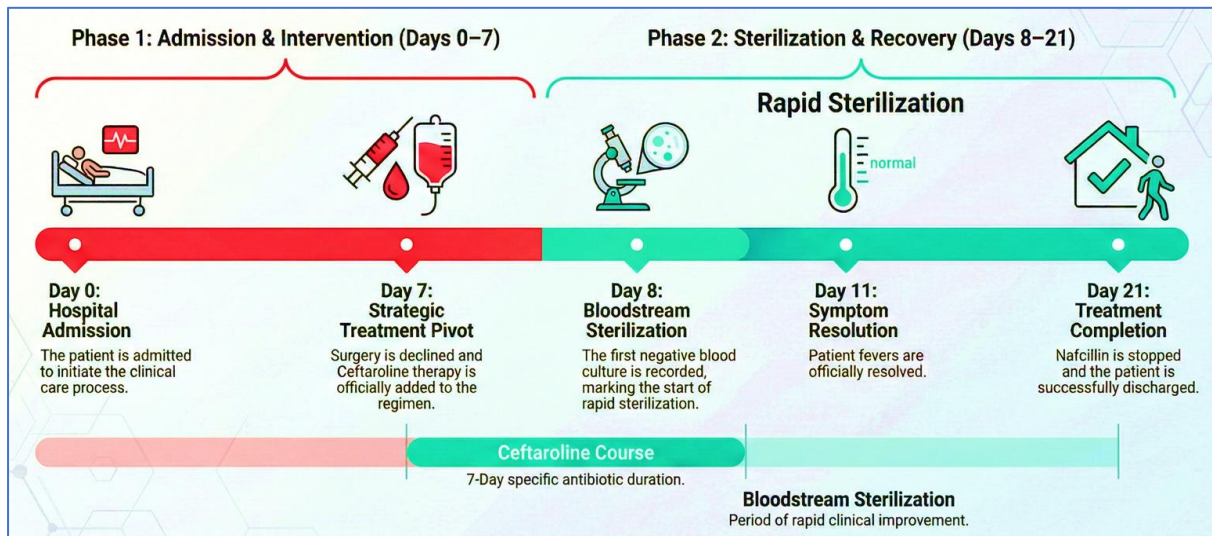 Phase 1: Admission & Intervention (Days 0–7)
Phase 2: Sterilization & Recovery (Days 8–21)
Rapid Sterilization
normal
Day 0:
Hospital
Admission
The patient is admitted
to initiate the clinical
care process.
Day 7:
Strategic
Treatment Pivot
Surgery is declined and
Ceftaroline therapy is
officially added to the
regimen.
Day 8:
Bloodstream
Sterilization
The first negative blood
culture is recorded,
marking the start of
rapid sterilization.
Day 11:
Symptom
Resolution
Patient fevers are
officially resolved.
Day 21:
Treatment
Completion
Nafcillin is stopped
and the patient is
successfully discharged.
Ceftaroline Course
7-Day specific antibiotic duration.
Bloodstream Sterilization
Period of rapid clinical improvement.